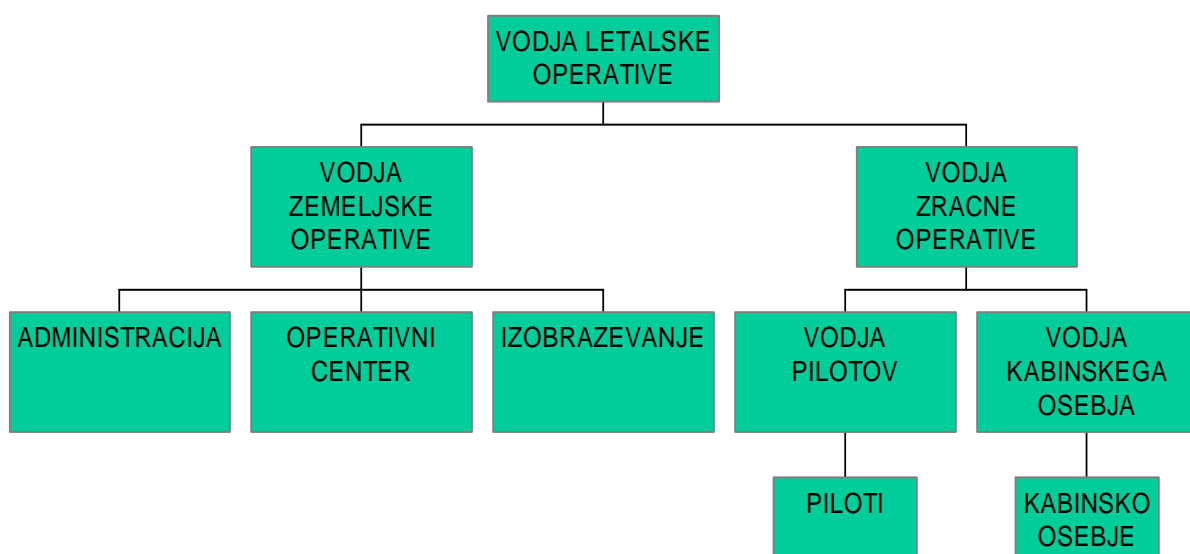 VODJA LETALSKE
OPERATIVE
VODJA
ZEMELJSKE
OPERATIVE
VODJA
ZRACNE
OPERATIVE
ADMINISTRACIJA
OPERATIVNI
CENTER
IZOBRAZEVANJE
VODJA
PILOTOV
VODJA
KABINSKEGA
OSEBJA
PILOTI
KABINSKO
OSEBJE